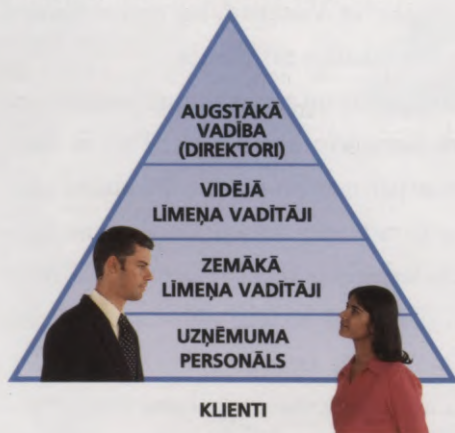 AUGSTĀKĀ
VADĪBA
(DIREKTORI)
VIDĒJĀ
LĪMEŅA VADĪTĀJI
ZEMĀKĀ
LĪMEŅA VADĪTĀJI
UZŅĒMUMA
PERSONĀLS
KLIENTI